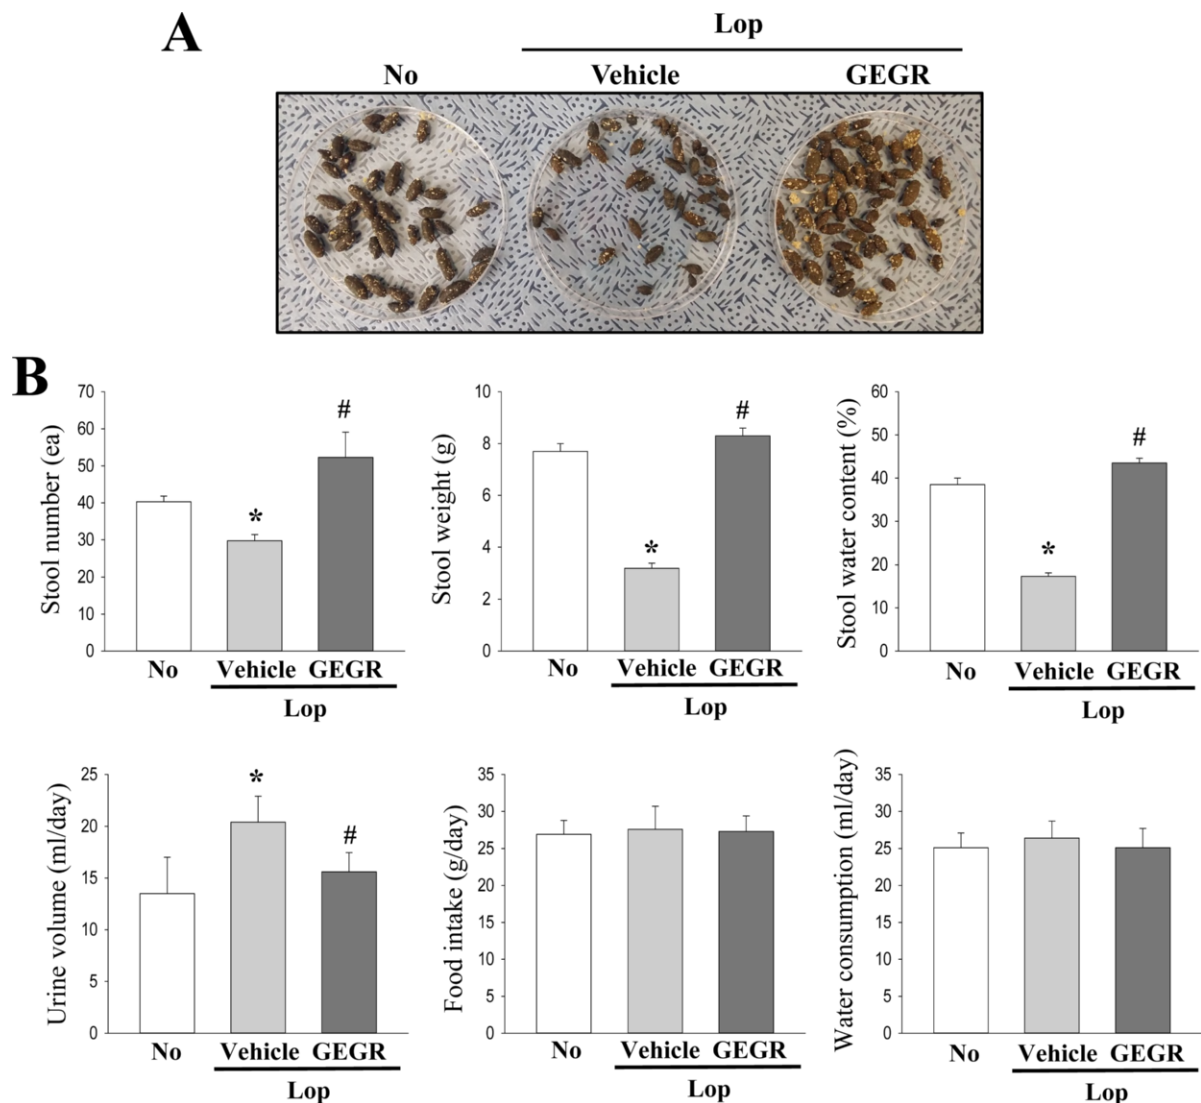 A
Lop
No Vehicle GEGR
B
Stool number (ea)
70
60
50
40
30
20
10
0
*
#
No Vehicle GEGR
Lop
Stool weight (g)
10
8
6
4
2
0
*
#
No Vehicle GEGR
Lop
Stool water content (%)
60
50
40
30
20
10
0
*
#
No Vehicle GEGR
Lop
Urine volume (ml/day)
25
20
15
10
5
0
*
#
No Vehicle GEGR
Lop
Food intake (g/day)
35
30
25
20
15
10
5
0
No Vehicle GEGR
Lop
Water consumption (ml/day)
35
30
25
20
15
10
5
0
No Vehicle GEGR
Lop